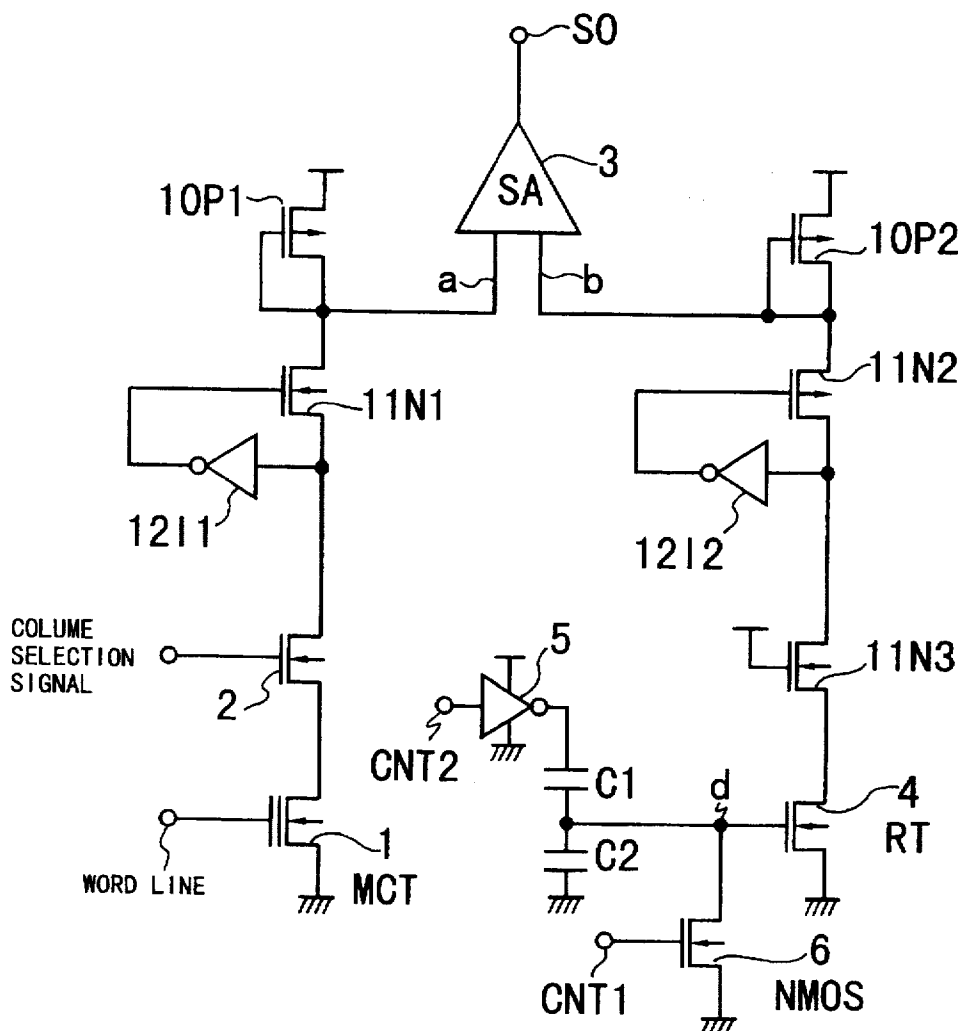 SO
3
SA
10P1
10P2
a
b
11N1
11N2
12I1
12I2
COLUME
SELECTION
SIGNAL
2
5
11N3
CNT2
C1
d
4
RT
C2
1
MCT
WORD LINE
CNT1
6
NMOS